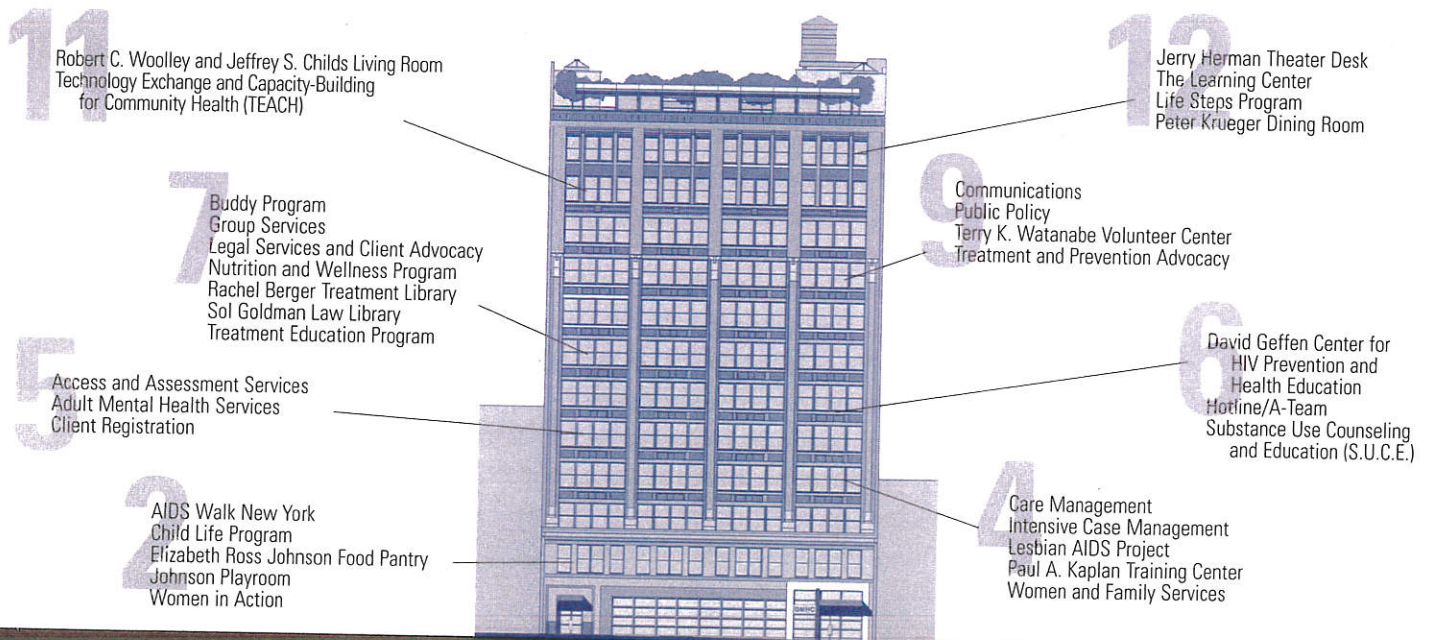 11
Robert C. Woolley and Jeffrey S. Childs Living Room
Technology Exchange and Capacity-Building
for Community Health (TEACH)
12
Jerry Herman Theater Desk
The Learning Center
Life Steps Program
Peter Krueger Dining Room
7
Buddy Program
Group Services
Legal Services and Client Advocacy
Nutrition and Wellness Program
Rachel Berger Treatment Library
Sol Goldman Law Library
Treatment Education Program
9
Communications
Public Policy
Terry K. Watanabe Volunteer Center
Treatment and Prevention Advocacy
5
Access and Assessment Services
Adult Mental Health Services
Client Registration
6
David Geffen Center for
HIV Prevention and
Health Education
Hotline/A-Team
Substance Use Counseling
and Education (S.U.C.E.)
2
AIDS Walk New York
Child Life Program
Elizabeth Ross Johnson Food Pantry
Johnson Playroom
Women in Action
4
Care Management
Intensive Case Management
Lesbian AIDS Project
Paul A. Kaplan Training Center
Women and Family Services
GMHC